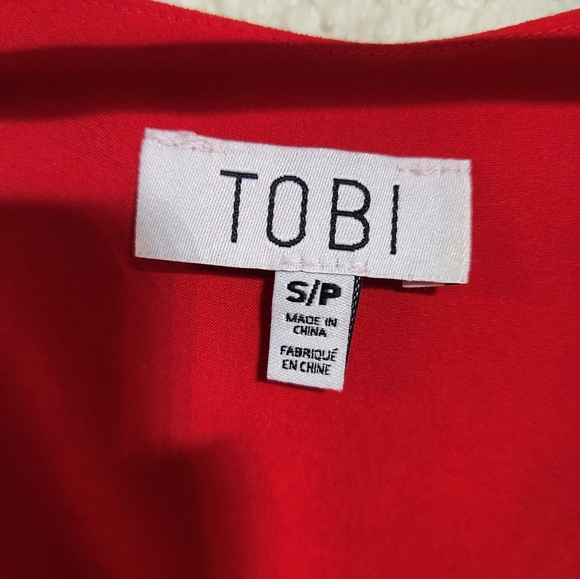 TOBI
S/P
MADE IN
CHINA
FABRIQUÉ
EN CHINE